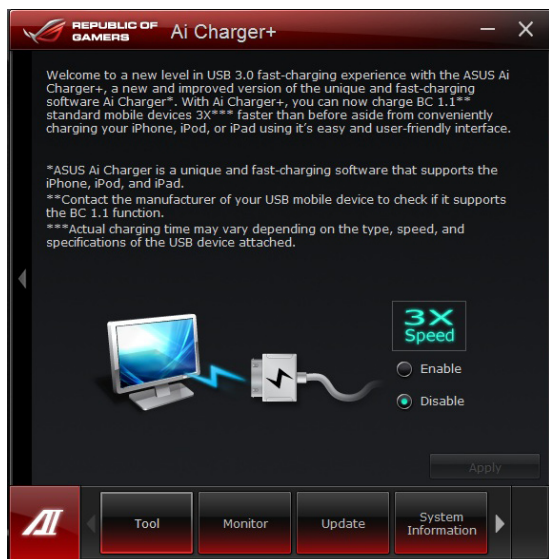 REPUBLIC OF
GAMERS
Ai Charger+
Welcome to a new level in USB 3.0 fast-charging experience with the ASUS Ai
Charger+, a new and improved version of the unique and fast-charging
software Ai Charger*. With Ai Charger+, you can now charge BC 1.1**
standard mobile devices 3X*** faster than before aside from conveniently
charging your iPhone, iPod, or iPad using it's easy and user-friendly interface.
*ASUS Ai Charger is a unique and fast-charging software that supports the
iPhone, iPod, and iPad.
**Contact the manufacturer of your USB mobile device to check if it supports
the BC 1.1 function.
***Actual charging time may vary depending on the type, speed, and
specifications of the USB device attached.
3X
Speed
Enable
Disable
Apply
AI
Tool
Monitor
Update
System
Information